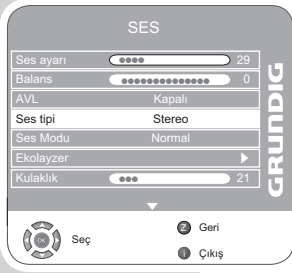 SES
Ses ayarı 29
Balans 0
AVL Kapalı
Ses tipi Stereo
Ses Modu Normal
Ekolayzer
Kulaklık 21
GRUNDIG
OK
Seç
Z Geri
i Çıkış